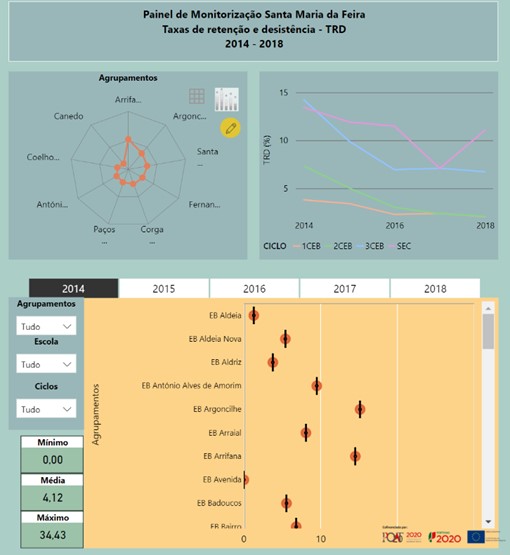 Painel de Monitorização Santa Maria da Feira
Taxas de retenção e desistência - TRD
2014 - 2018
Agrupamentos
Arrifa...
Canedo
Argonç...
Coelho...
Santa
...
Antóni...
Fernan...
Paços
...
Corga
...
TRD (%)
15
10
5
2014
2016
2018
CICLO 1CEB 2CEB 3CEB SEC
2014 2015 2016 2017 2018
Agrupamentos
Tudo
Escola
Tudo
Ciclos
Tudo
Mínimo
0,00
Média
4,12
Máximo
34,43
Agrupamentos
EB Aldeia
EB Aldeia Nova
EB Aldriz
EB António Alves de Amorim
EB Argoncilhe
EB Arraial
EB Arrifana
EB Avenida
EB Badoucos
EB Bairro
0 10
2020
2020